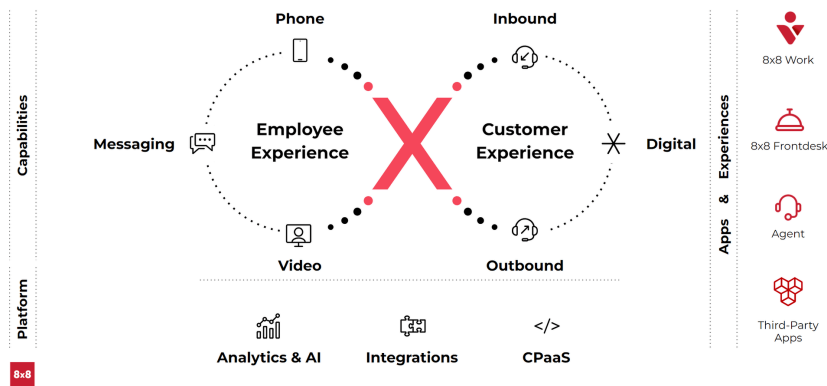 Phone
Inbound
8x8 Work
Capabilities
Messaging
Employee
Experience
X
Customer
Experience
Digital
Apps & Experiences
8x8 Frontdesk
Agent
Video
Outbound
Platform
</>
Third-Party
Apps
Analytics & AI
Integrations
CPaaS
8x8